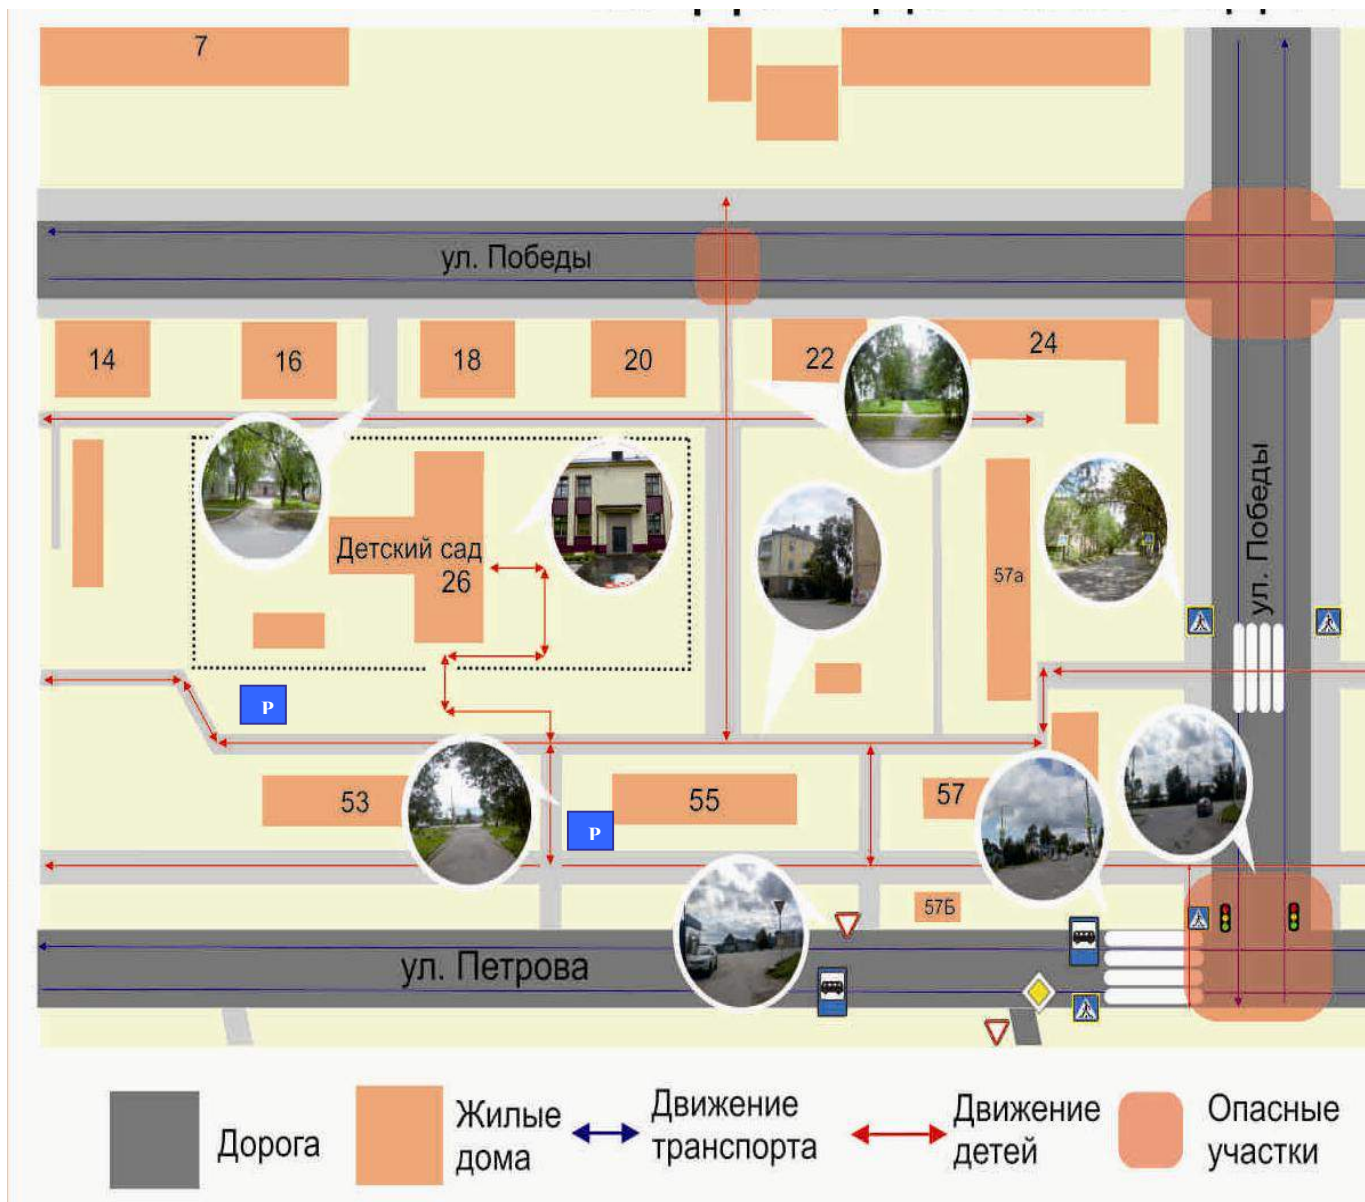 7
ул. Победы
14
16
18
20
22
24
Детский сад
26
57а
ул. Победы
P
53
55
57
P
57Б
ул. Петрова
Дорога
Жилые
дома
Движение
транспорта
Движение
детей
Опасные
участки